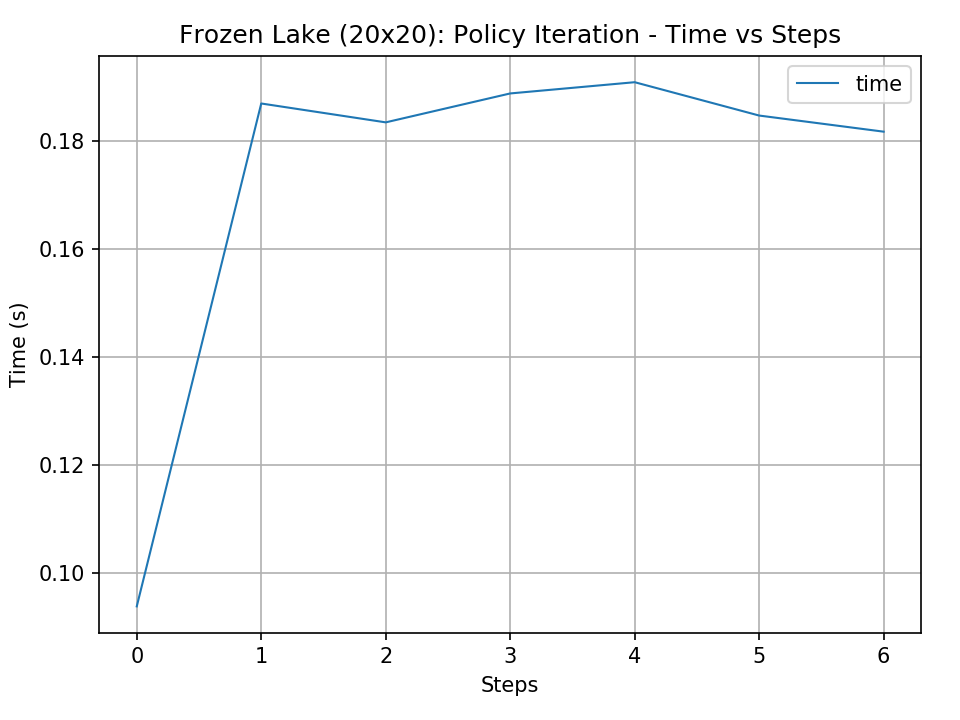 Frozen Lake (20x20): Policy Iteration - Time vs Steps
time
0.18
0.16
0.14
0.12
0.10
Time (s)
0 1 2 3 4 5 6
Steps